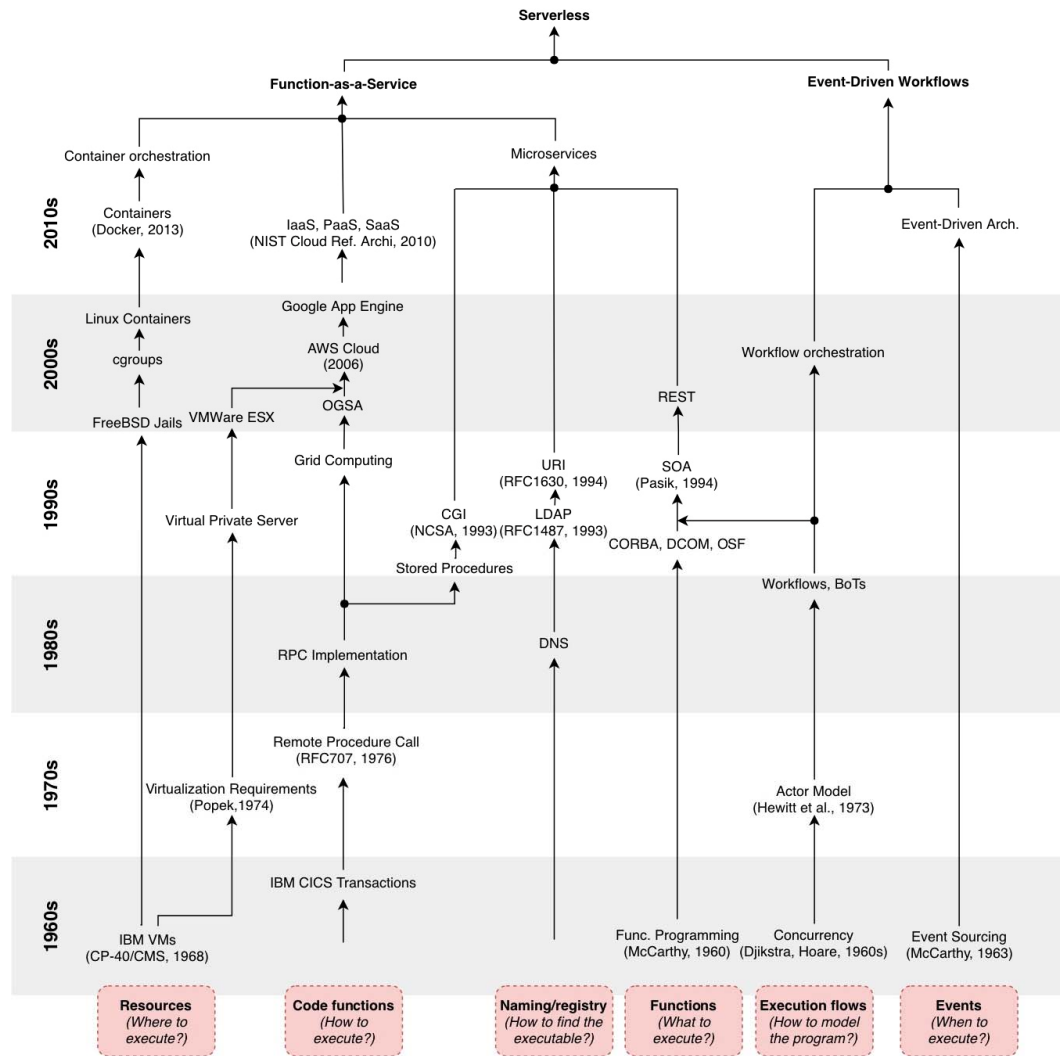 Serverless
Function-as-a-Service
Event-Driven Workflows
Container orchestration
Microservices
2010s
Containers
(Docker, 2013)
IaaS, PaaS, SaaS
(NIST Cloud Ref. Archi, 2010)
Event-Driven Arch.
2000s
Linux Containers
Google App Engine
cgroups
AWS Cloud
(2006)
Workflow orchestration
FreeBSD Jails
VMWare ESX
OGSA
REST
1990s
Grid Computing
URI
(RFC1630, 1994)
SOA
(Pasik, 1994)
Virtual Private Server
CGI
(NCSA, 1993)
LDAP
(RFC1487, 1993)
CORBA, DCOM, OSF
Stored Procedures
Workflows, BoTs
1980s
RPC Implementation
DNS
1970s
Remote Procedure Call
(RFC707, 1976)
Virtualization Requirements
(Popek,1974)
Actor Model
(Hewitt et al., 1973)
1960s
IBM CICS Transactions
IBM VMs
(CP-40/CMS, 1968)
Func. Programming
(McCarthy, 1960)
Concurrency
(Djikstra, Hoare, 1960s)
Event Sourcing
(McCarthy, 1963)
Resources
(Where to
execute?)
Code functions
(How to
execute?)
Naming/registry
(How to find the
executable?)
Functions
(What to
execute?)
Execution flows
(How to model
the program?)
Events
(When to
execute?)